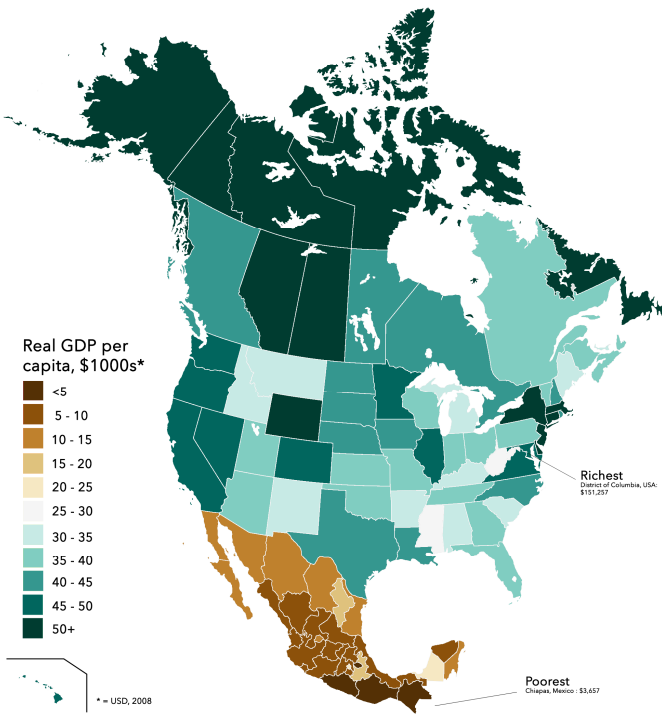 Real GDP per
capita, $1000s*
<5
5 - 10
10 - 15
15 - 20
20 - 25
25 - 30
30 - 35
35 - 40
40 - 45
45 - 50
50+
Richest
District of Columbia, USA:
$151,257
Poorest
Chiapas, Mexico : $3,657
* = USD, 2008